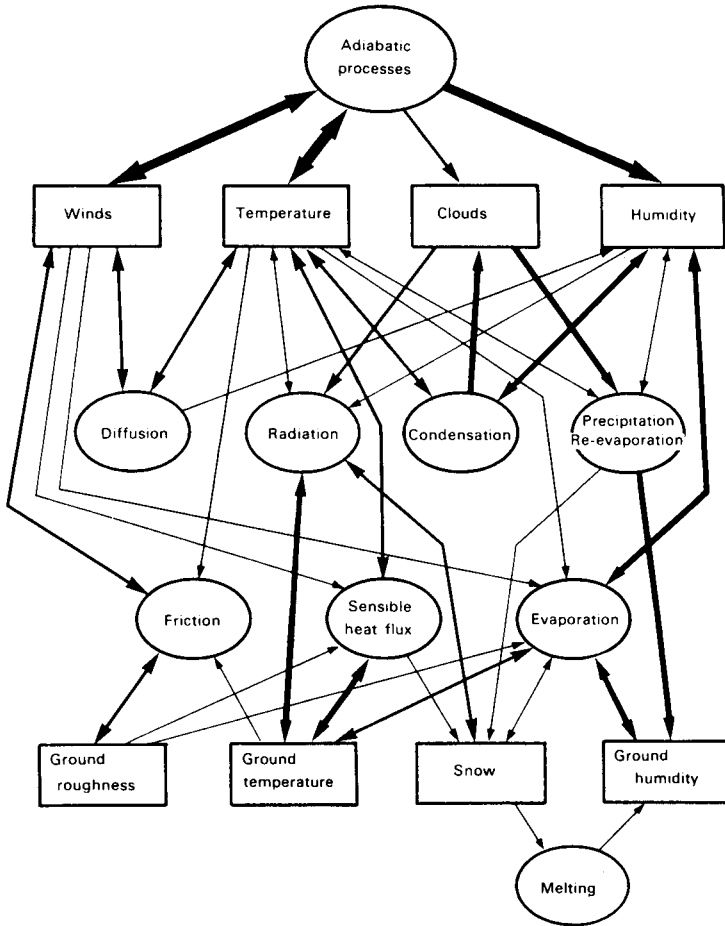 Adiabatic
processes
Winds
Temperature
Clouds
Humidity
Diffusion
Radiation
Condensation
Precipitation
Re-evaporation
Friction
Sensible
heat flux
Evaporation
Ground
roughness
Ground
temperature
Snow
Ground
humidity
Melting